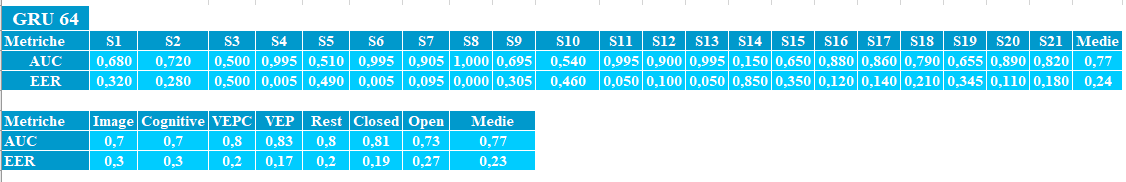 GRU 64
Metriche S1 S2 S3 S4 S5 S6 S7 S8 S9 S10 S11 S12 S13 S14 S15 S16 S17 S18 S19 S20 S21 Medie
AUC 0,680 0,720 0,500 0,995 0,510 0,995 0,905 1,000 0,695 0,540 0,995 0,900 0,995 0,150 0,650 0,880 0,860 0,790 0,655 0,890 0,820 0,77
EER 0,320 0,280 0,500 0,005 0,490 0,005 0,095 0,000 0,305 0,460 0,050 0,100 0,050 0,850 0,350 0,120 0,140 0,210 0,345 0,110 0,180 0,24
Metriche Image Cognitive VEPC VEP Rest Closed Open Medie
AUC 0,7 0,7 0,8 0,83 0,8 0,81 0,73 0,77
EER 0,3 0,3 0,2 0,17 0,2 0,19 0,27 0,23